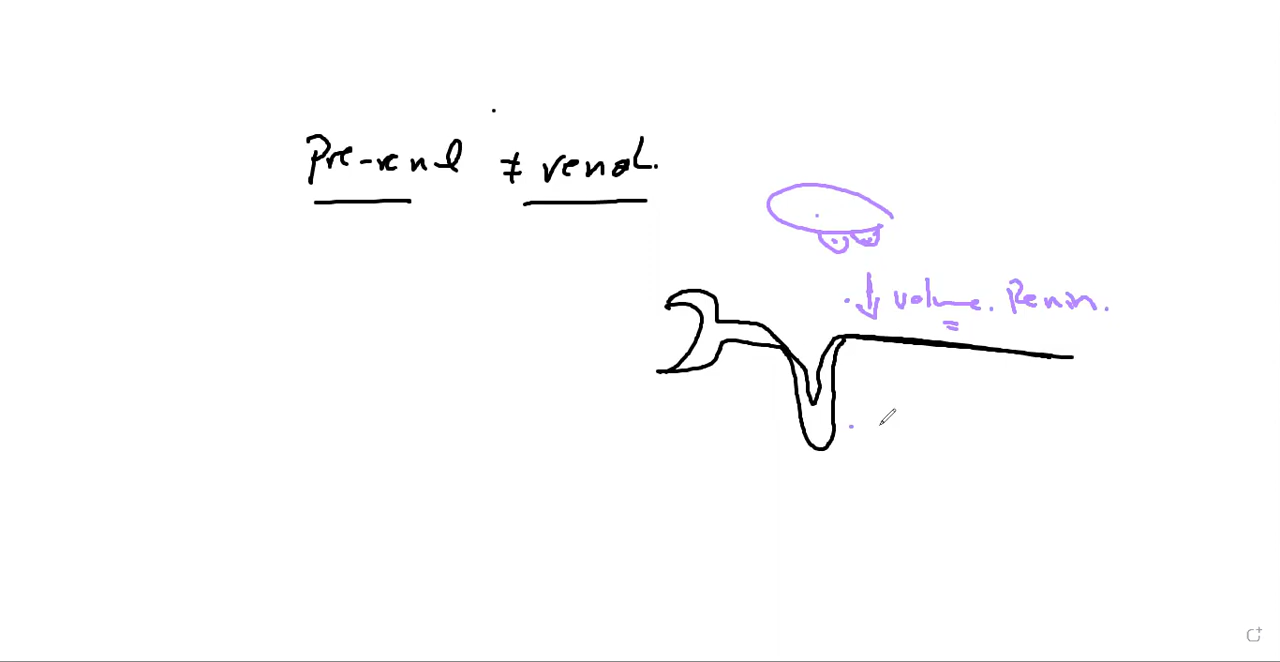 Pre-renal ≠ renal.
↓ volume. Renin.